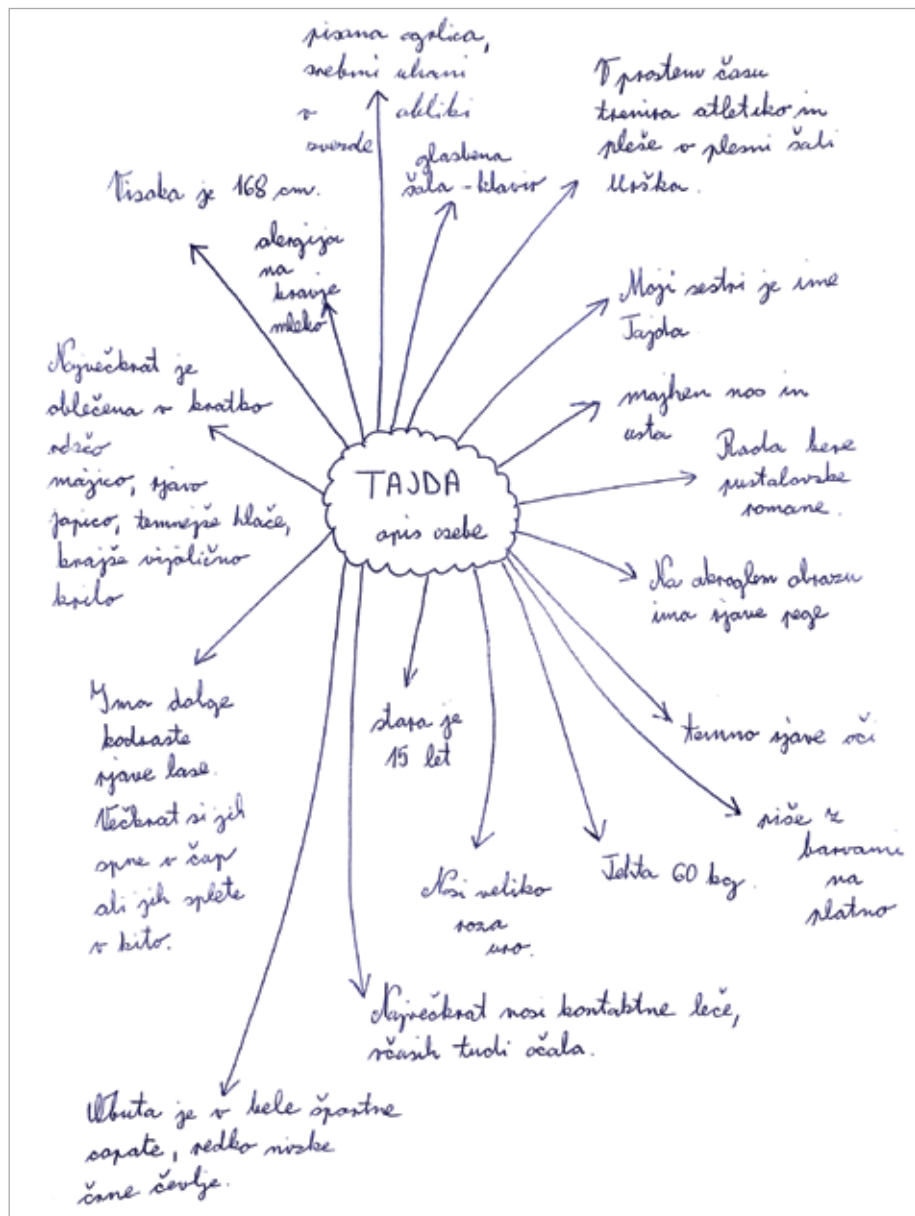 TAJDA
opis osebe
pisana ogrlica,
srebrni uhani
v obliki
zvezde
glasbena
šola - klavir
V prostem času
trenira atletiko in
pleše v plesni šoli
Urška.
Visoka je 168 cm.
alergija
na
kravje
mleko
Moji sestri je ime
Tajda
majhen nos in
usta
Rada bere
pustolovske
romane.
Na okroglem obrazu
ima rjave pege
temno rjave oči
riše z
barvami
na
platno
Tehta 60 kg.
Nosi veliko
roza
uro.
stara je
15 let
Največkrat nosi kontaktne leče,
včasih tudi očala.
Obuta je v bele športne
copate, redko nizke
črne čevlje.
Ima dolge
kodraste
rjave lase.
Večkrat si jih
spne v čop
ali jih splete
v kito.
Največkrat je
oblečena v kratko
rdečo
majico, rjavo
jopico, temnejše hlače,
krajše vijolično
krilo